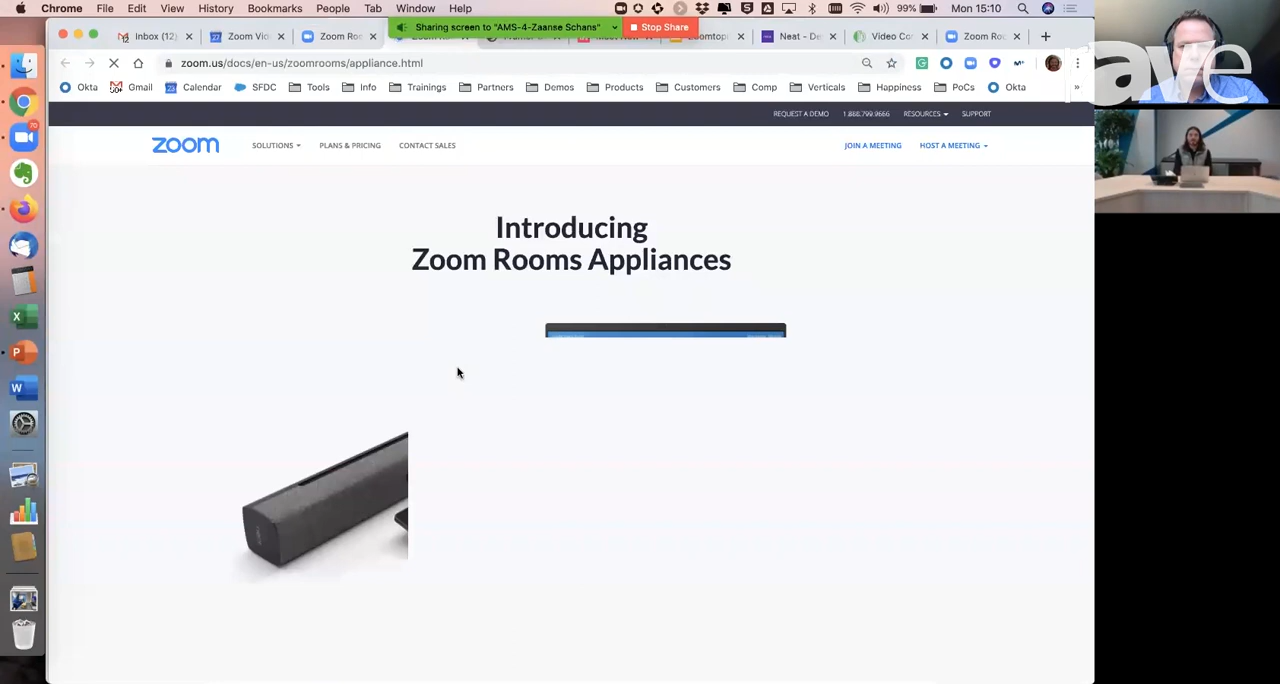 Chrome File Edit View History Bookmarks People Tab Window Help 99% Mon 15:10
Sharing screen to "AMS-4-Zaanse Schans" Stop Share
Inbox (12) Zoom Vid Zoom Roo Neat - De Video Con Zoom Roo
zoom.us/docs/en-us/zoomrooms/appliance.html
Okta Gmail Calendar SFDC Tools Info Trainings Partners Demos Products Customers Comp Verticals Happiness PoCs Okta
REQUEST A DEMO 1.888.799.9666 RESOURCES SUPPORT
zoom SOLUTIONS PLANS & PRICING CONTACT SALES JOIN A MEETING HOST A MEETING
Introducing
Zoom Rooms Appliances
ave